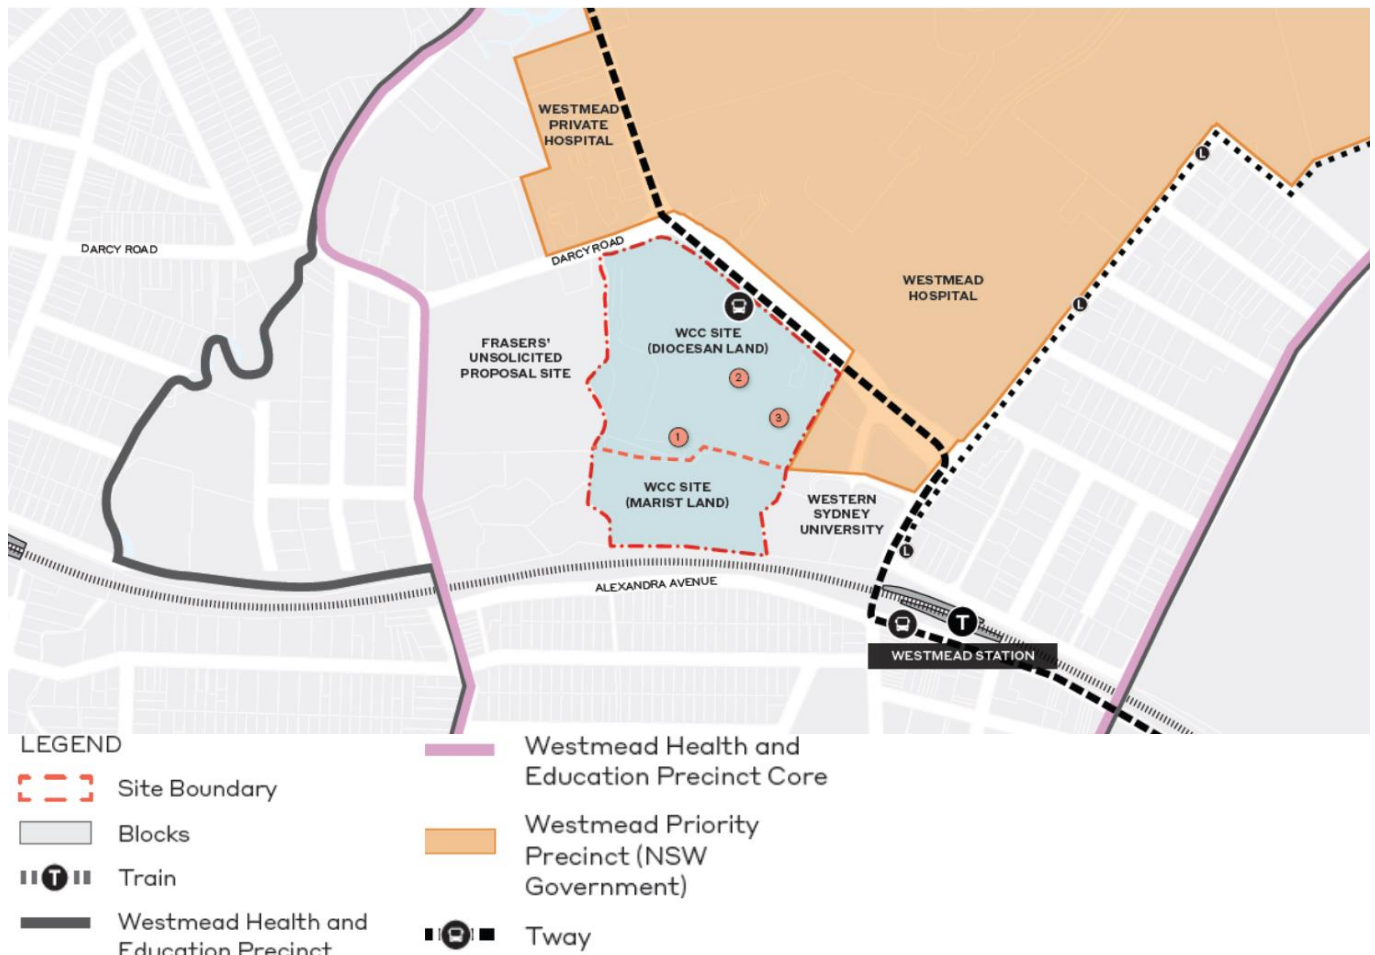 WESTMEAD
PRIVATE
HOSPITAL
DARCY ROAD
DARCY ROAD
WESTMEAD
HOSPITAL
L
L
FRASERS'
UNSOLICITED
PROPOSAL SITE
WCC SITE
(DIOCESAN LAND)
2
3
1
WCC SITE
(MARIST LAND)
WESTERN
SYDNEY
UNIVERSITY
L
ALEXANDRA AVENUE
T
WESTMEAD STATION
LEGEND
Site Boundary
Blocks
T Train
Westmead Health and
Education Precinct
Westmead Health and
Education Precinct Core
Westmead Priority
Precinct (NSW
Government)
Tway